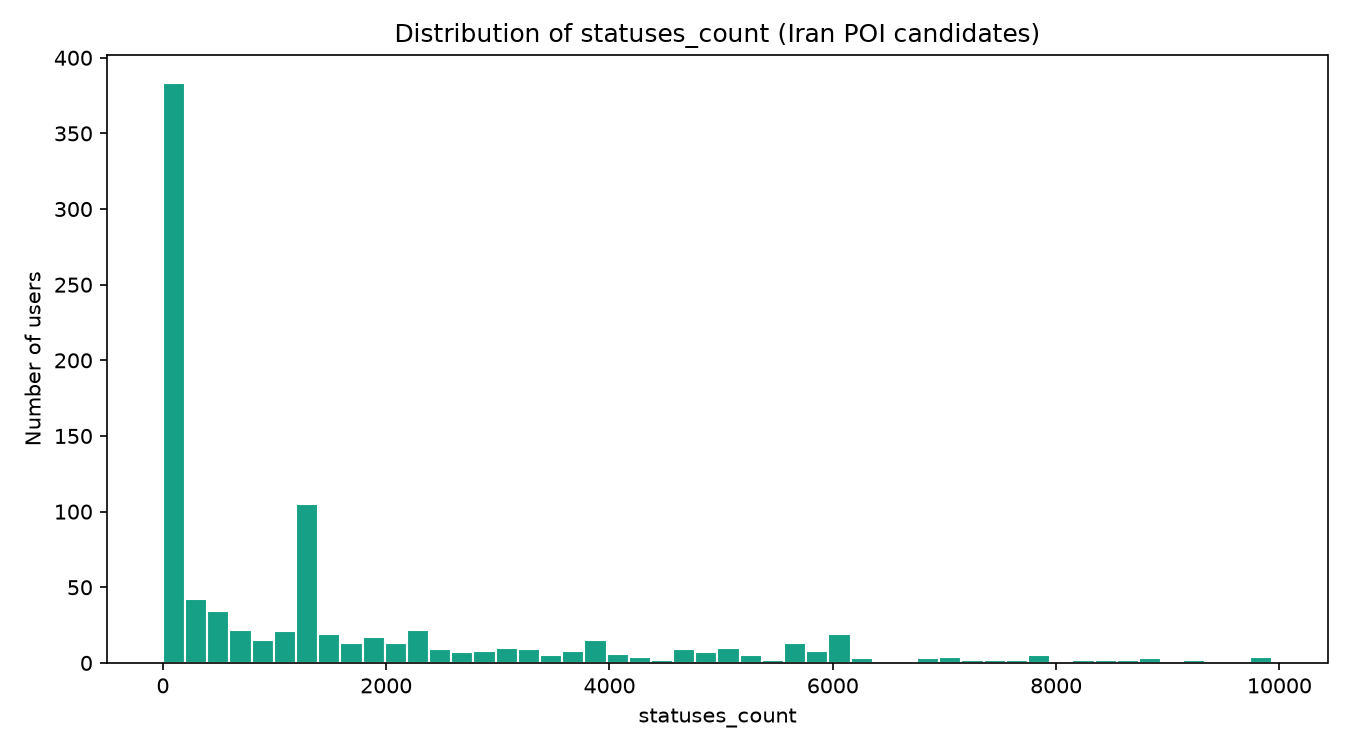 Distribution of statuses_count (Iran POI candidates)
400
350
300
250
200
150
100
50
0
Number of users
0 2000 4000 6000 8000 10000
statuses_count